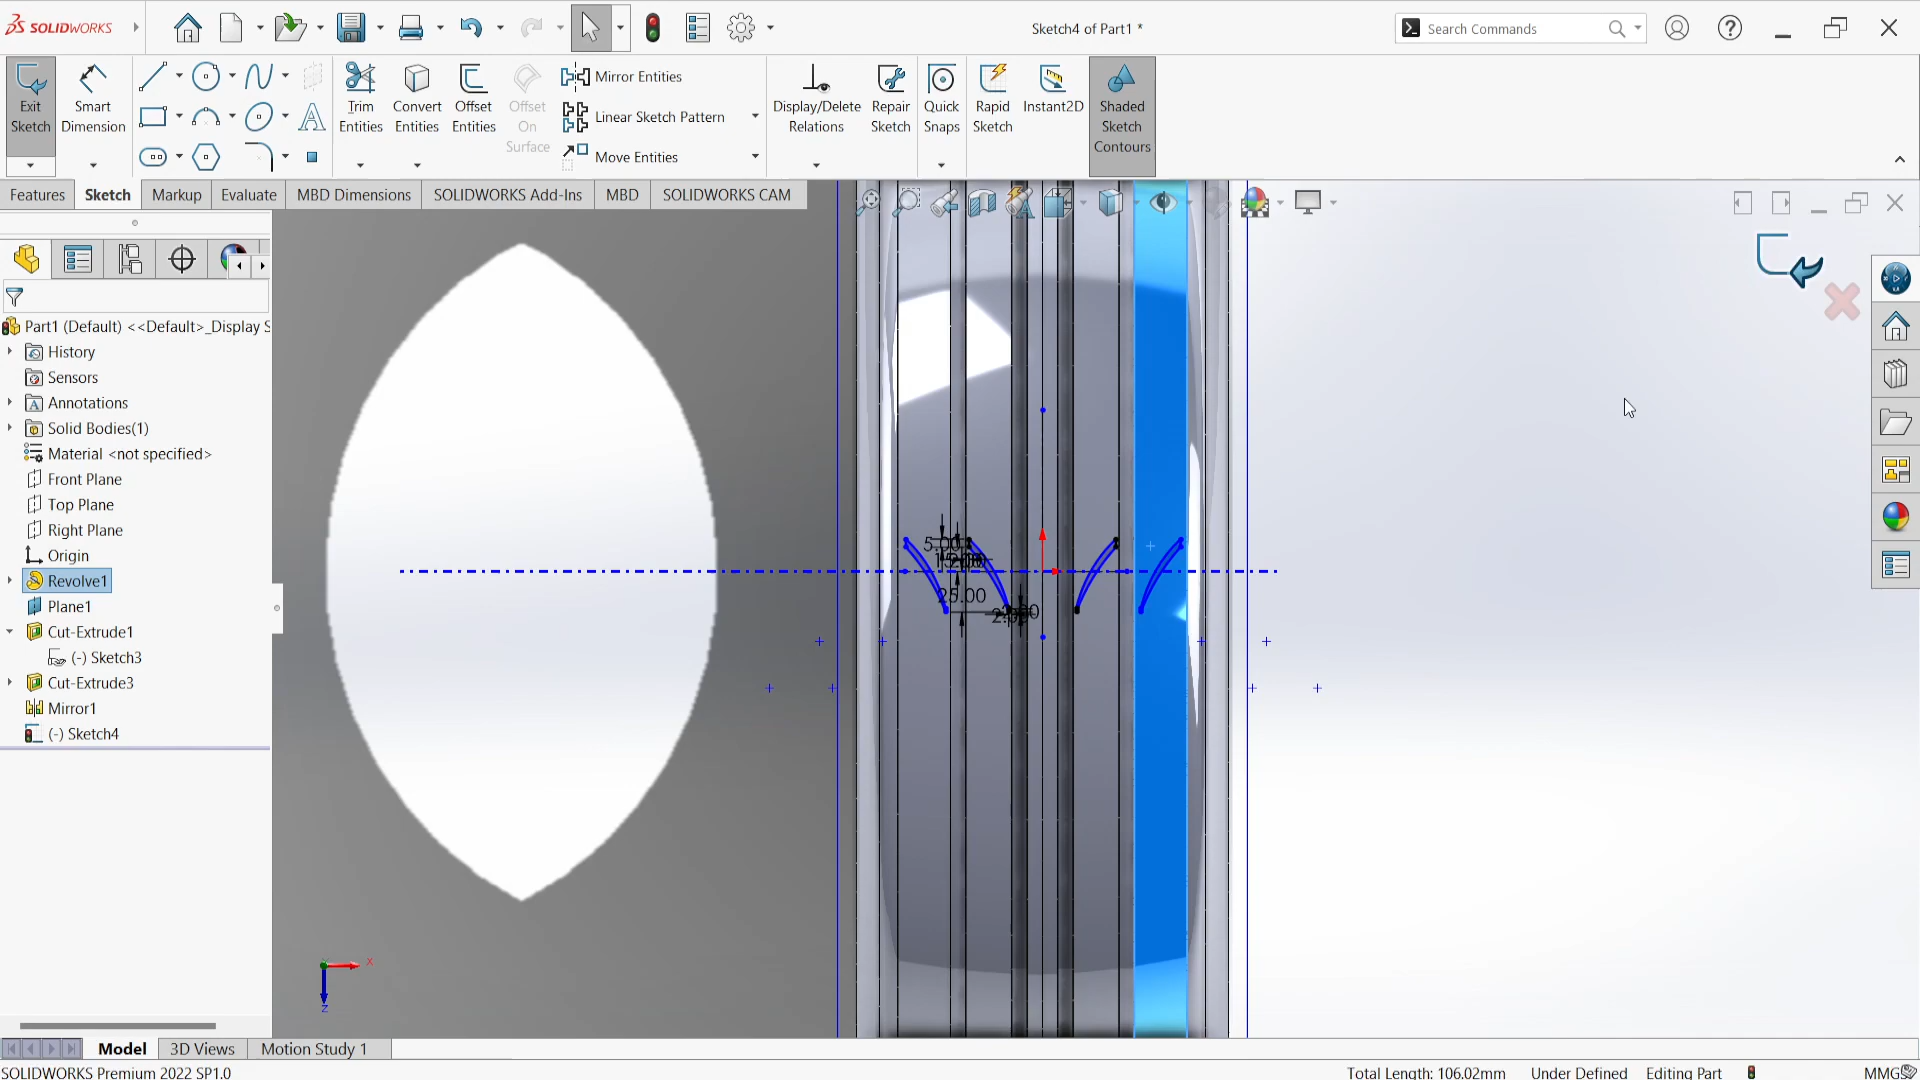 SOLIDWORKS
Sketch4 of Part1 *
Search Commands
Exit Sketch
Smart Dimension
Trim Entities
Convert Entities
Offset Entities
Offset On Surface
Mirror Entities
Linear Sketch Pattern
Move Entities
Display/Delete Relations
Repair Sketch
Quick Snaps
Rapid Sketch
Instant2D
Shaded Sketch Contours
Features
Sketch
Markup
Evaluate
MBD Dimensions
SOLIDWORKS Add-Ins
MBD
SOLIDWORKS CAM
Part1 (Default) <<Default>_Display S
History
Sensors
Annotations
Solid Bodies(1)
Material <not specified>
Front Plane
Top Plane
Right Plane
Origin
Revolve1
Plane1
Cut-Extrude1
(-) Sketch3
Cut-Extrude3
Mirror1
(-) Sketch4
5.00
25.00
x
z
Model
3D Views
Motion Study 1
SOLIDWORKS Premium 2022 SP1.0
Total Length: 106.02mm
Under Defined
Editing Part
MMGS